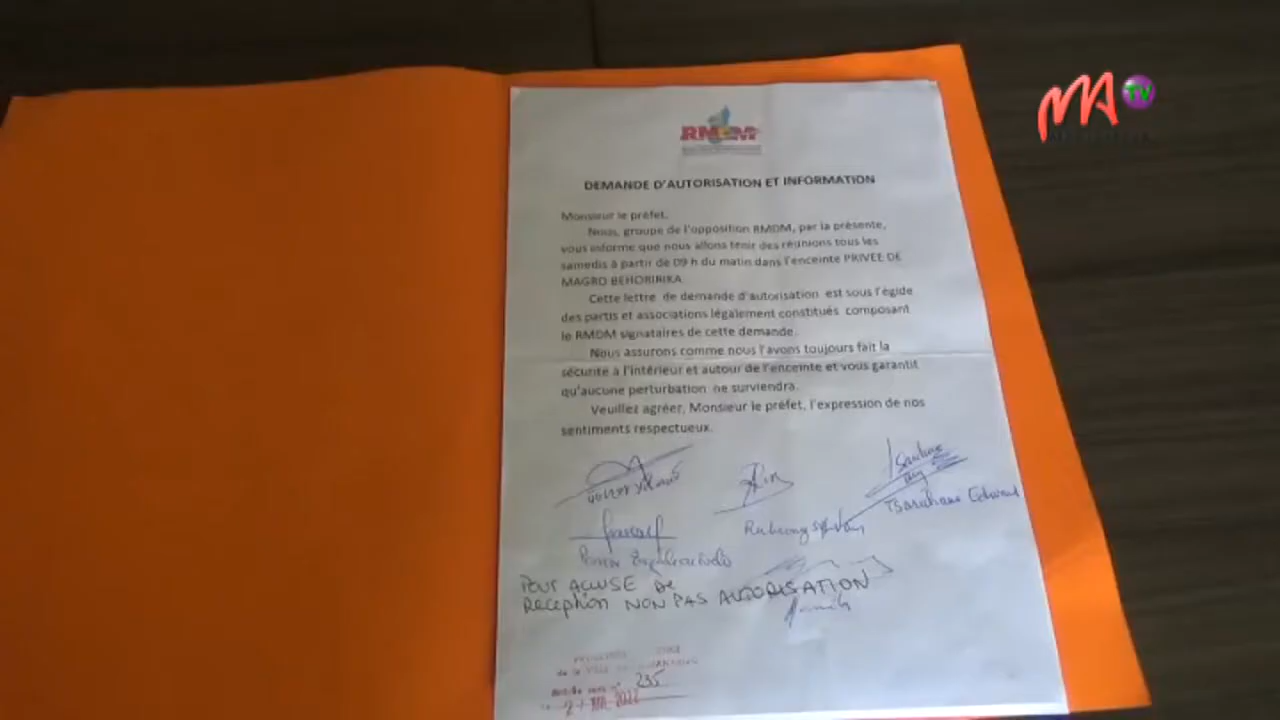 MA TV
RMDM
DEMANDE D'AUTORISATION ET INFORMATION
Monsieur le préfet,
Nous, groupe de l'opposition RMDM, par la présente,
vous informe que nous allons tenir des réunions tous les
samedis à partir de 09 h du matin dans l'enceinte PRIVEE DE
MAGRO BEHORIRIKA.
Cette lettre de demande d'autorisation est sous l'égide
des partis et associations légalement constitués composant
le RMDM signataires de cette demande.
Nous assurons comme nous l'avons toujours fait la
sécurité à l'intérieur et autour de l'enceinte et vous garantit
qu'aucune perturbation ne surviendra.
Veuillez agréer, Monsieur le préfet, l'expression de nos
sentiments respectueux.
Tsarahame Edward
POUR ACUSE De
Reception NON PAS AUTORISATION
de la VILLE
235
2022